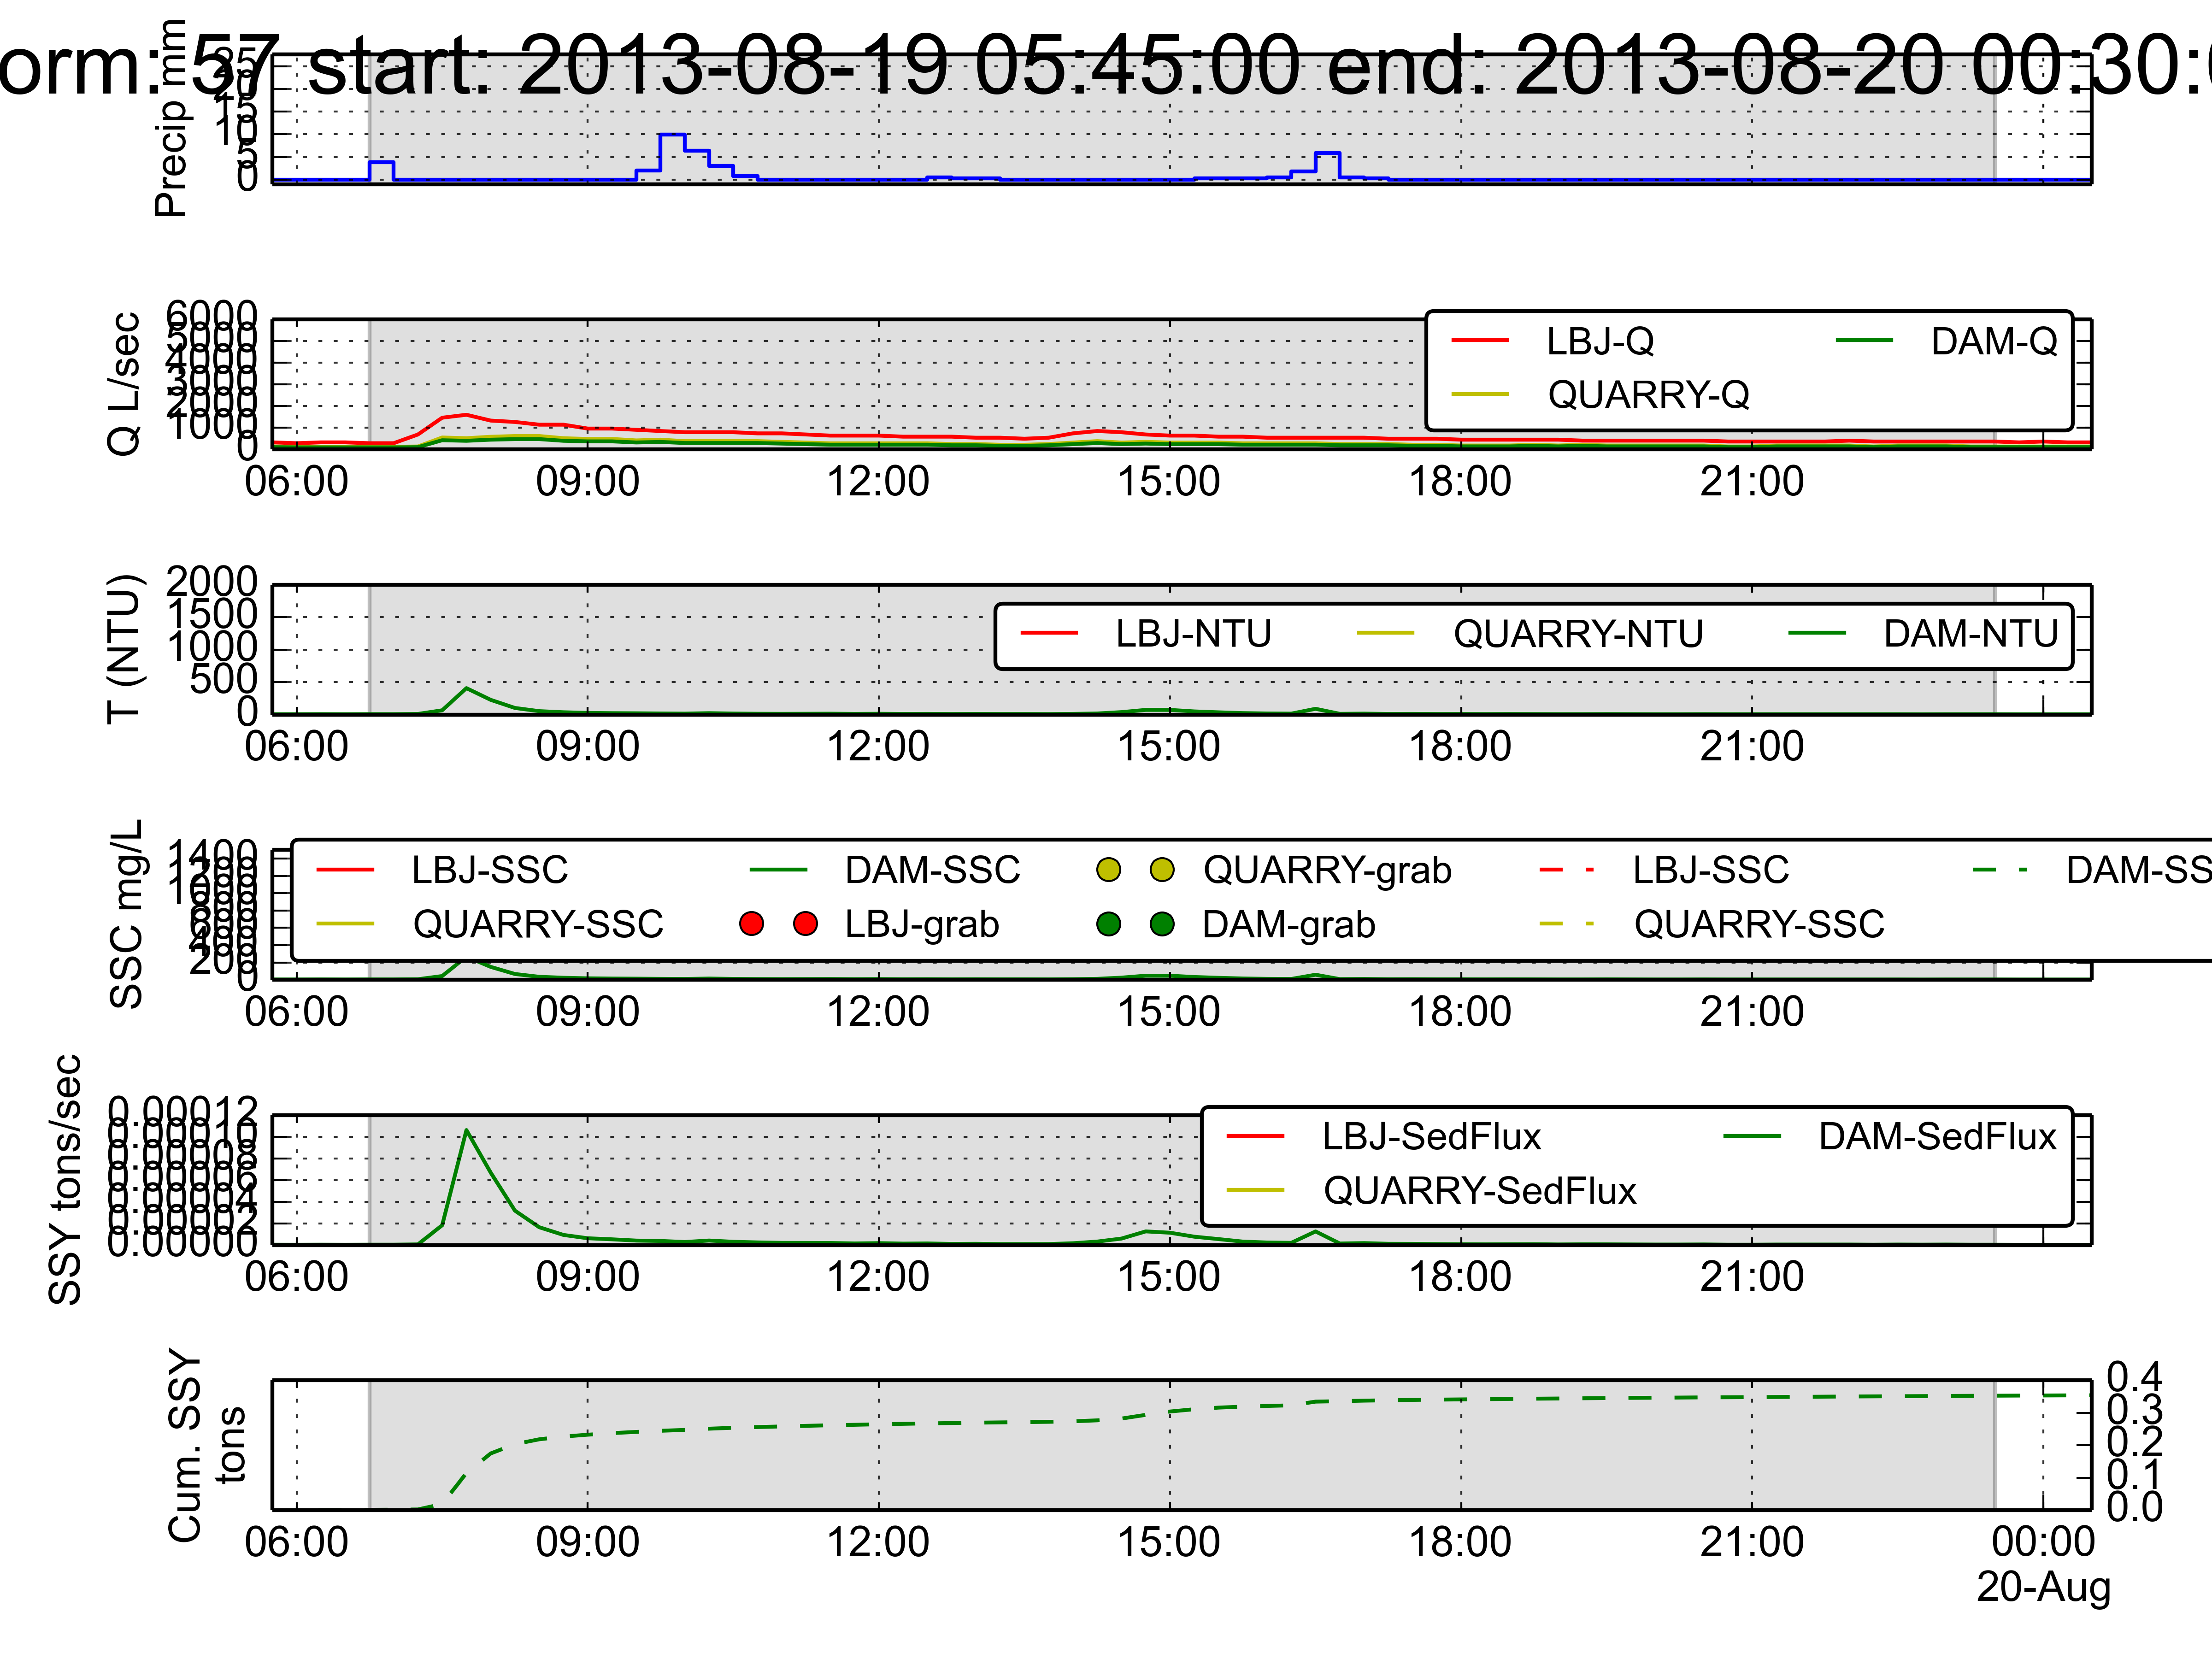 orm: 57 start: 2013-08-19 05:45:00 end: 2013-08-20 00:30:0
Precip mm
25
20
15
10
5
0
Q L/sec
6000
5000
4000
3000
2000
1000
0
LBJ-Q
DAM-Q
QUARRY-Q
06:00 09:00 12:00 15:00 18:00 21:00
T (NTU)
2000
1500
1000
500
0
LBJ-NTU QUARRY-NTU DAM-NTU
06:00 09:00 12:00 15:00 18:00 21:00
SSC mg/L
1400
1200
1000
800
600
400
200
0
LBJ-SSC DAM-SSC QUARRY-grab LBJ-SSC DAM-SS
QUARRY-SSC LBJ-grab DAM-grab QUARRY-SSC
06:00 09:00 12:00 15:00 18:00 21:00
SSY tons/sec
0.00012
0.00010
0.00008
0.00006
0.00004
0.00002
0.00000
LBJ-SedFlux DAM-SedFlux
QUARRY-SedFlux
06:00 09:00 12:00 15:00 18:00 21:00
Cum. SSY
tons
0.4
0.3
0.2
0.1
0.0
06:00 09:00 12:00 15:00 18:00 21:00 00:00
20-Aug